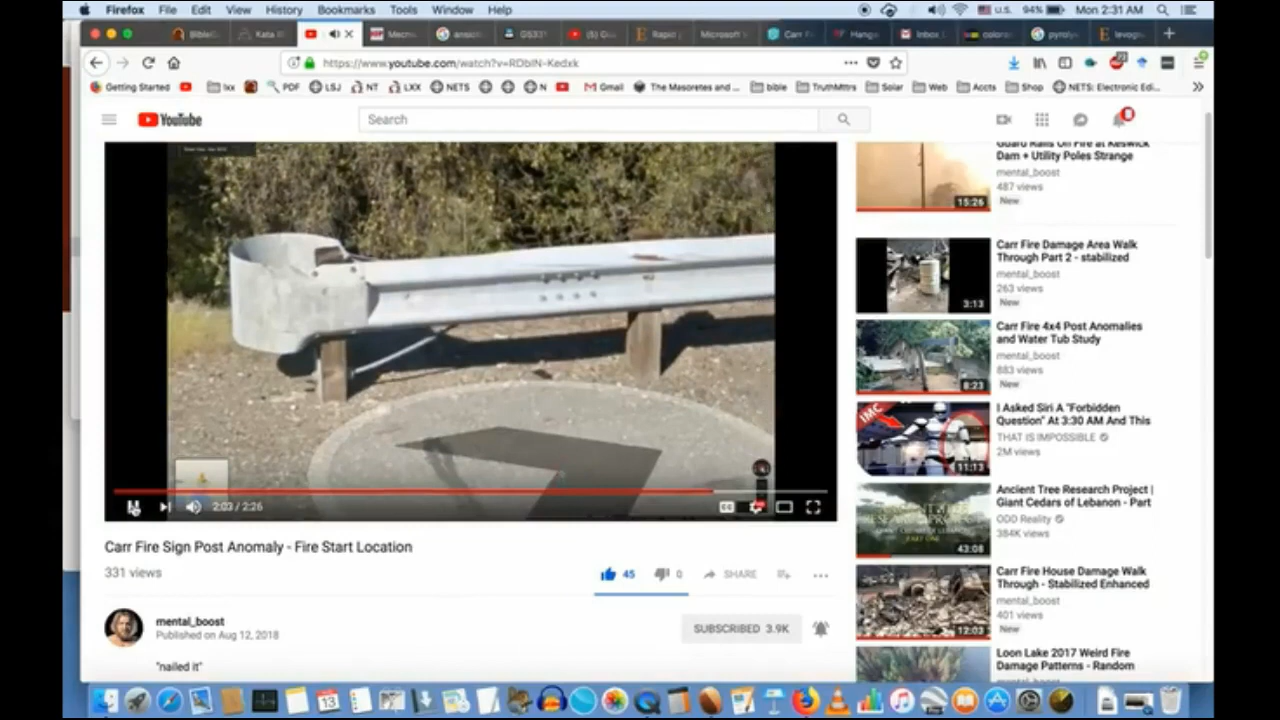 Firefox File Edit View History Bookmarks Tools Window Help
U.S. 94% Mon 2:31 AM
https://www.youtube.com/watch?v=RDbIN-Kedxk
Getting Started lxx PDF LSJ NT LXX NETS N Gmail The Masoretes and ... bible TruthMttrs Solar Web Accts Shop NETS: Electronic Edi...
YouTube
Search
Guard Rails On Fire at Keswick
Dam + Utility Poles Strange
mental_boost
487 views
New
15:26
Carr Fire Damage Area Walk
Through Part 2 - stabilized
mental_boost
263 views
New
3:13
Carr Fire 4x4 Post Anomalies
and Water Tub Study
mental_boost
883 views
New
8:23
IMC
I Asked Siri A "Forbidden
Question" At 3:30 AM And This
THAT IS IMPOSSIBLE
2M views
11:13
Ancient Tree Research Project |
Giant Cedars of Lebanon - Part
ODD Reality
384K views
43:08
Carr Fire House Damage Walk
Through - Stabilized Enhanced
mental_boost
401 views
New
12:03
Loon Lake 2017 Weird Fire
Damage Patterns - Random
2:03 / 2:26
CC
Carr Fire Sign Post Anomaly - Fire Start Location
331 views
45 0 SHARE
mental_boost
Published on Aug 12, 2018
SUBSCRIBED 3.9K
"nailed it"